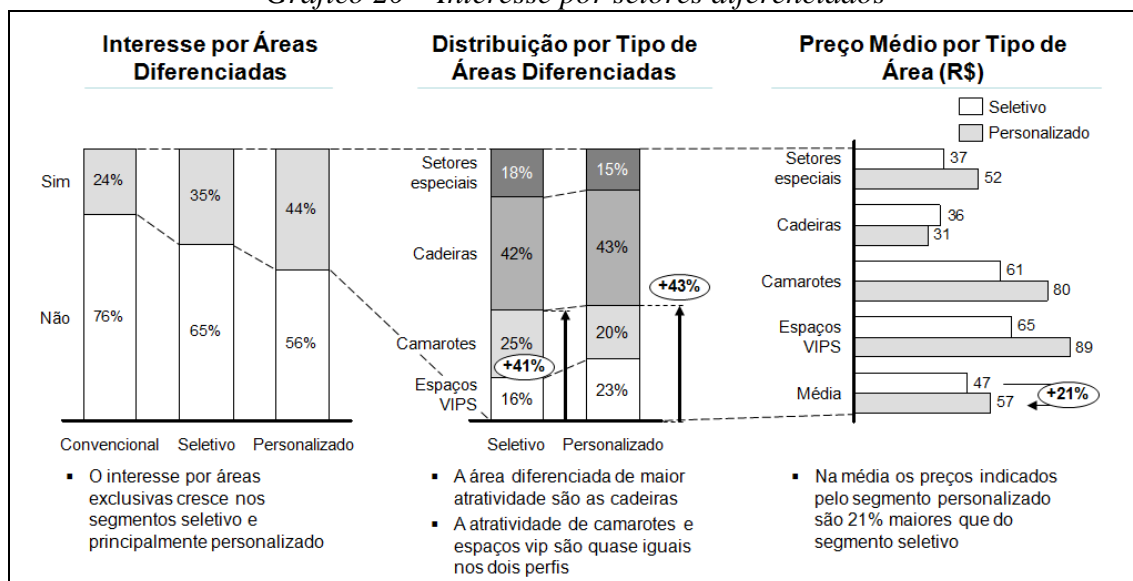 Gráfico 20 – Interesse por setores diferenciados
Interesse por Áreas
Diferenciadas
Sim
Não
24%
35%
44%
76%
65%
56%
Convencional
Seletivo
Personalizado
▪ O interesse por áreas
exclusivas cresce nos
segmentos seletivo e
principalmente personalizado
Distribuição por Tipo de
Áreas Diferenciadas
Setores
especiais
18%
15%
Cadeiras
42%
43%
+43%
Camarotes
25%
20%
+41%
Espaços
VIPS
16%
23%
Seletivo
Personalizado
▪ A área diferenciada de maior
atratividade são as cadeiras
▪ A atratividade de camarotes e
espaços vip são quase iguais
nos dois perfis
Preço Médio por Tipo de
Área (R$)
Seletivo
Personalizado
Setores
especiais
37
52
Cadeiras
36
31
Camarotes
61
80
Espaços
VIPS
65
89
Média
47
57
+21%
▪ Na média os preços indicados
pelo segmento personalizado
são 21% maiores que do
segmento seletivo